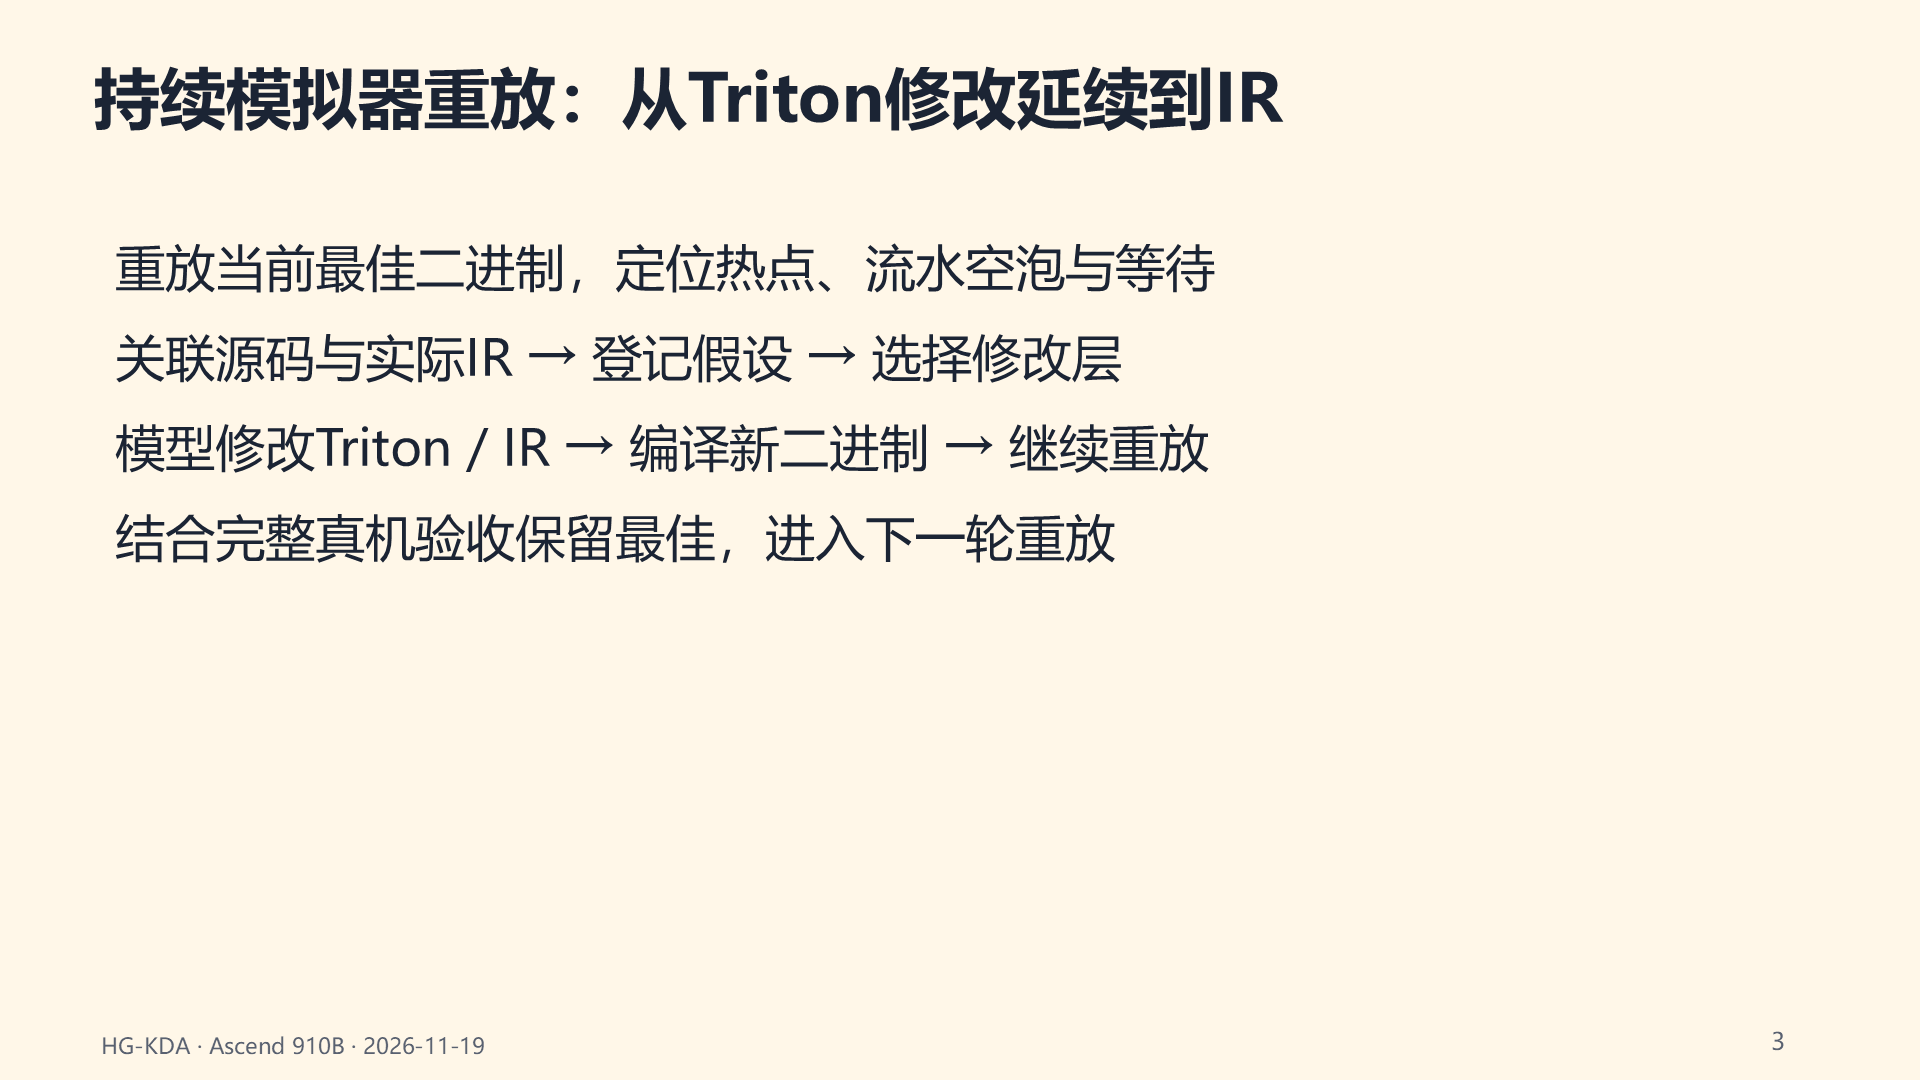 持续模拟器重放：从Triton修改延续到IR
重放当前最佳二进制，定位热点、流水空泡与等待
关联源码与实际IR → 登记假设 → 选择修改层
模型修改Triton / IR → 编译新二进制 → 继续重放
结合完整真机验收保留最佳，进入下一轮重放
HG-KDA · Ascend 910B · 2026-11-19
3